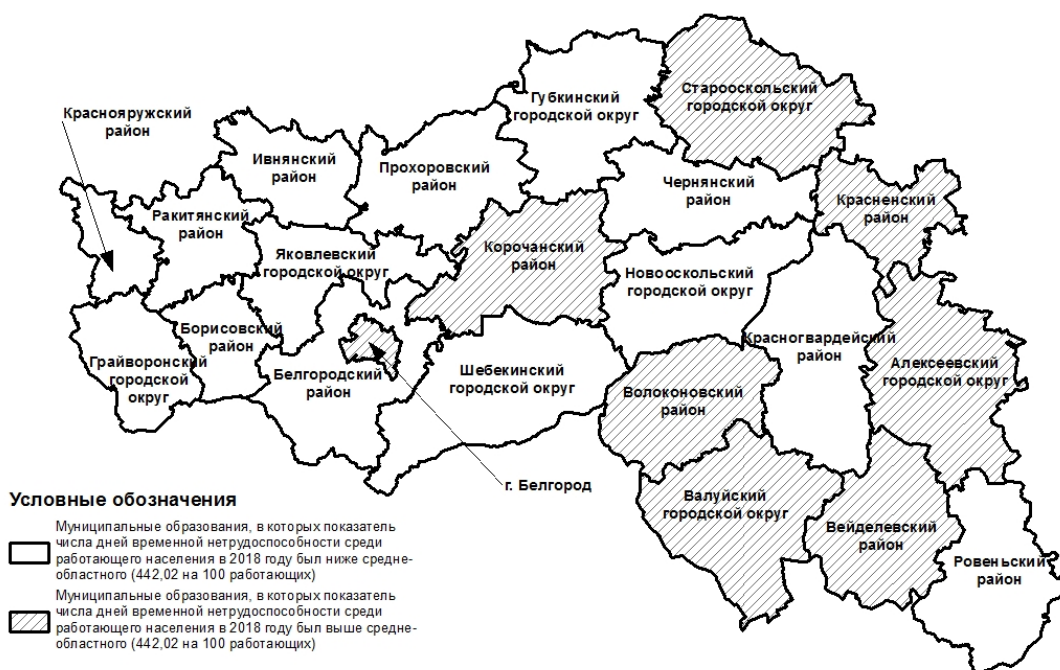 Краснояружский
район
Ивнянский
район
Прохоровский
район
Губкинский
городской округ
Старооскольский
городской округ
Ракитянский
район
Яковлевский
городской округ
Корочанский
район
Чернянский
район
Красненский
район
Новооскольский
городской округ
Грайворонский
городской
округ
Борисовский
район
Белгородский
район
Шебекинский
городской округ
Волоконовский
район
Красногвардейский
район
Алексеевский
городской округ
г. Белгород
Валуйский
городской округ
Вейделевский
район
Ровеньский
район
Условные обозначения
Муниципальные образования, в которых показатель
числа дней временной нетрудоспособности среди
работающего населения в 2018 году был ниже средне-
областного (442,02 на 100 работающих)
Муниципальные образования, в которых показатель
числа дней временной нетрудоспособности среди
работающего населения в 2018 году был выше средне-
областного (442,02 на 100 работающих)